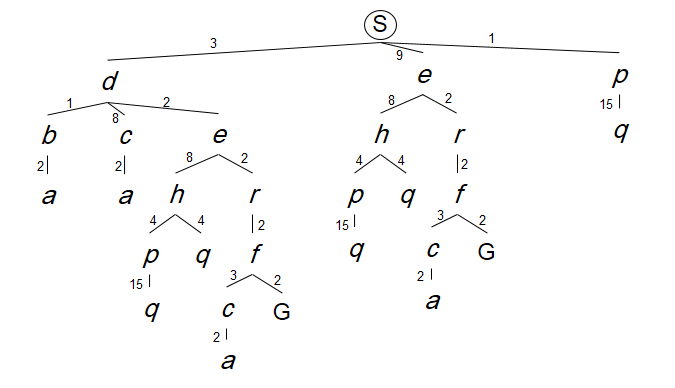 S
3 9 1
d e p
1 8 2 8 2 15
b c e h r q
2 2 8 2 4 4 2
a a h r p q f
4 4 2 15 3 2
p q f q c G
15 3 2 2
q c G a
2
a